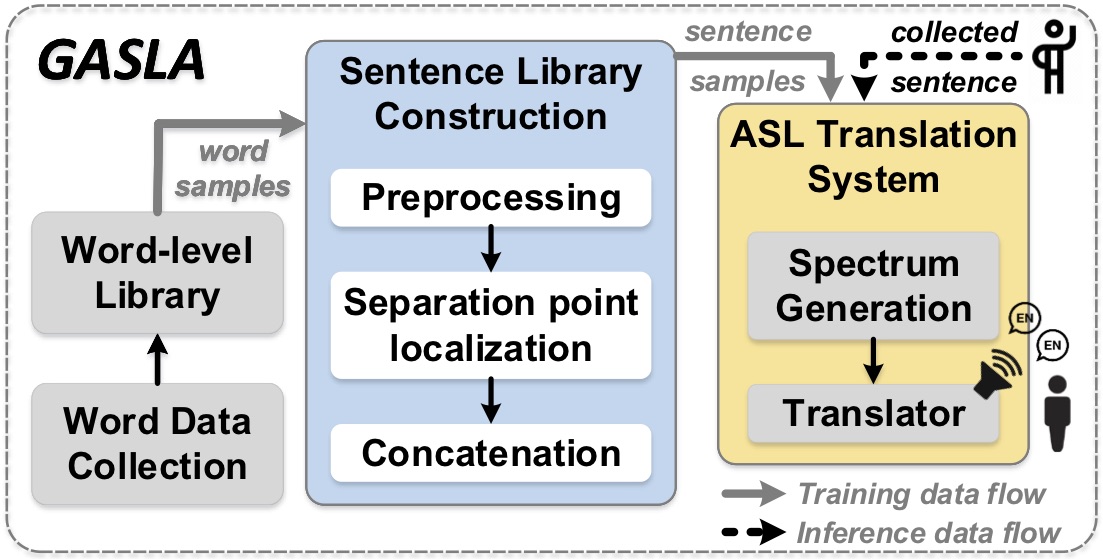 GASLA
Word Data
Collection
Word-level
Library
word
samples
Sentence Library
Construction
Preprocessing
Separation point
localization
Concatenation
sentence
samples
collected
sentence
ASL Translation
System
Spectrum
Generation
Translator
EN
EN
Training data flow
Inference data flow